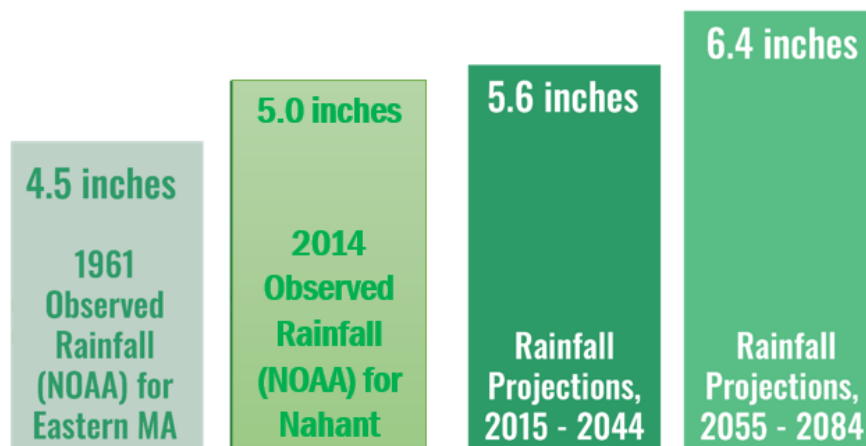 4.5 inches
1961
Observed
Rainfall
(NOAA) for
Eastern MA
5.0 inches
2014
Observed
Rainfall
(NOAA) for
Nahant
5.6 inches
Rainfall
Projections,
2015 - 2044
6.4 inches
Rainfall
Projections,
2055 - 2084